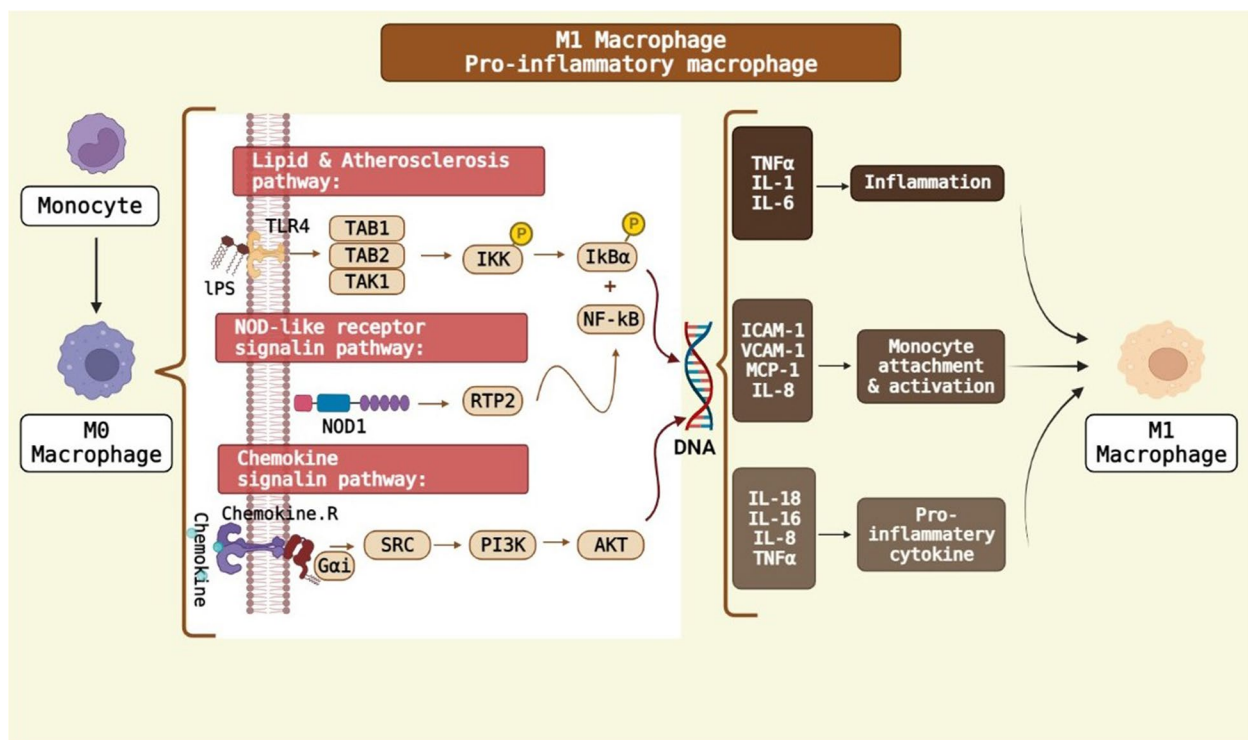 M1 Macrophage
Pro-inflammatory macrophage
Monocyte
M0
Macrophage
Lipid & Atherosclerosis
pathway:
TLR4
lPS
TAB1
TAB2
TAK1
IKK
P
IkBα
P
+
NF-kB
NOD-like receptor
signalin pathway:
NOD1
RTP2
Chemokine
signalin pathway:
Chemokine
Chemokine.R
Gαi
SRC
PI3K
AKT
DNA
TNFα
IL-1
IL-6
Inflammation
ICAM-1
VCAM-1
MCP-1
IL-8
Monocyte
attachment
& activation
IL-18
IL-16
IL-8
TNFα
Pro-
inflammatery
cytokine
M1
Macrophage